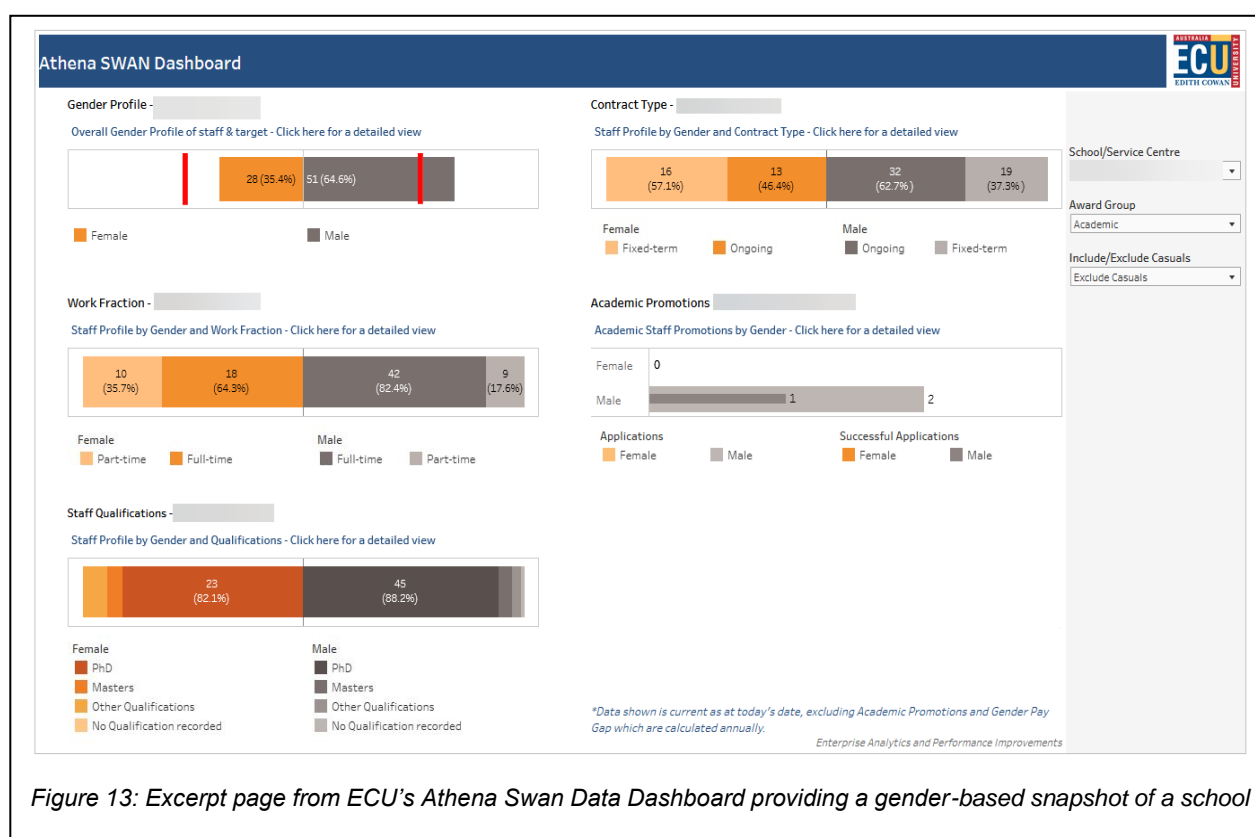 Athena SWAN Dashboard
AUSTRALIA
ECU
EDITH COWAN
UNIVERSITY
Gender Profile -
Overall Gender Profile of staff & target - Click here for a detailed view
28 (35.4%) 51 (64.6%)
Female Male
Contract Type -
Staff Profile by Gender and Contract Type - Click here for a detailed view
16 13 32 19
(57.1%) (46.4%) (62.7%) (37.3%)
Female Male
Fixed-term Ongoing Ongoing Fixed-term
School/Service Centre
Award Group
Academic
Include/Exclude Casuals
Exclude Casuals
Work Fraction -
Staff Profile by Gender and Work Fraction - Click here for a detailed view
10 18 42 9
(35.7%) (64.3%) (82.4%) (17.6%)
Female Male
Part-time Full-time Full-time Part-time
Academic Promotions
Academic Staff Promotions by Gender - Click here for a detailed view
Female 0
Male 1 2
Applications Successful Applications
Female Male Female Male
Staff Qualifications -
Staff Profile by Gender and Qualifications - Click here for a detailed view
23 45
(82.1%) (88.2%)
Female Male
PhD PhD
Masters Masters
Other Qualifications Other Qualifications
No Qualification recorded No Qualification recorded
*Data shown is current as at today's date, excluding Academic Promotions and Gender Pay
Gap which are calculated annually.
Enterprise Analytics and Performance Improvements
Figure 13: Excerpt page from ECU's Athena Swan Data Dashboard providing a gender-based snapshot of a school